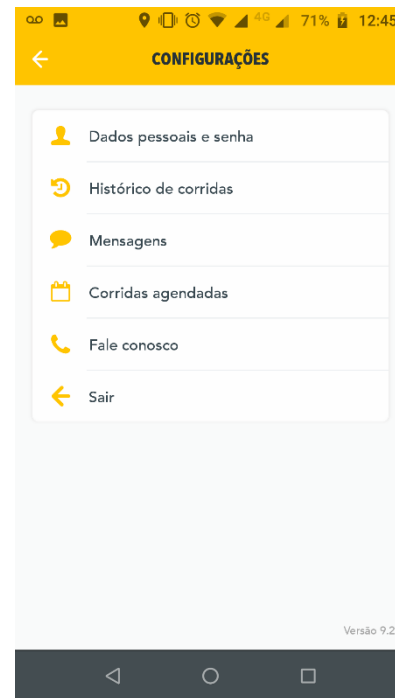 4G 71% 12:45
CONFIGURAÇÕES
Dados pessoais e senha
Histórico de corridas
Mensagens
Corridas agendadas
Fale conosco
Sair
Versão 9.2